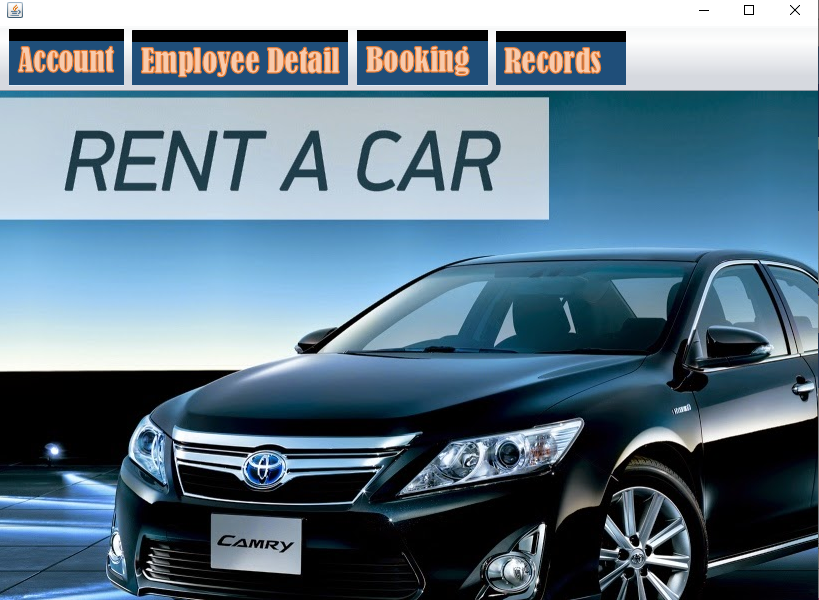 Account
Employee Detail
Booking
Records
RENT A CAR
CAMRY